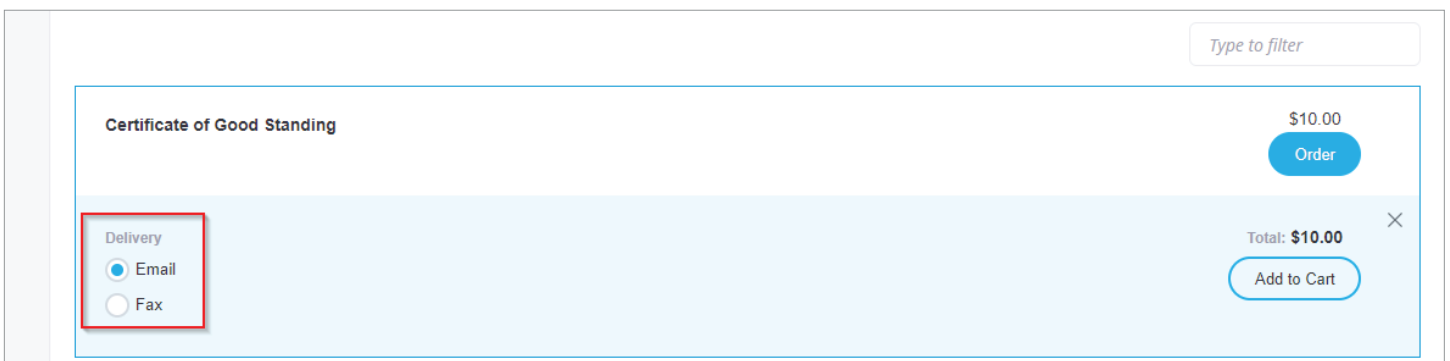 Type to filter
Certificate of Good Standing
$10.00
Order
Delivery
Email
Fax
Total: $10.00
Add to Cart